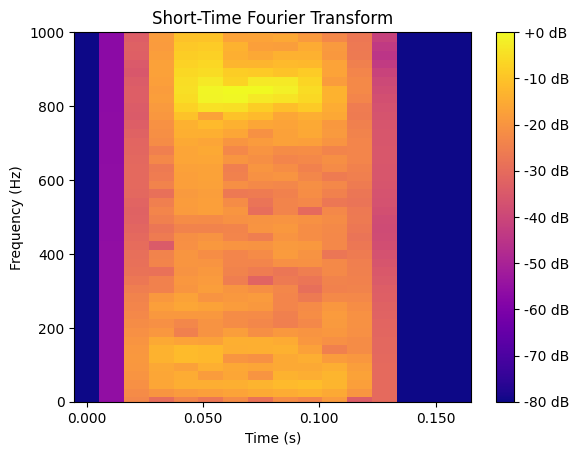 Short-Time Fourier Transform
1000
800
600
400
200
0
Frequency (Hz)
0.000
0.050
0.100
0.150
Time (s)
+0 dB
-10 dB
-20 dB
-30 dB
-40 dB
-50 dB
-60 dB
-70 dB
-80 dB